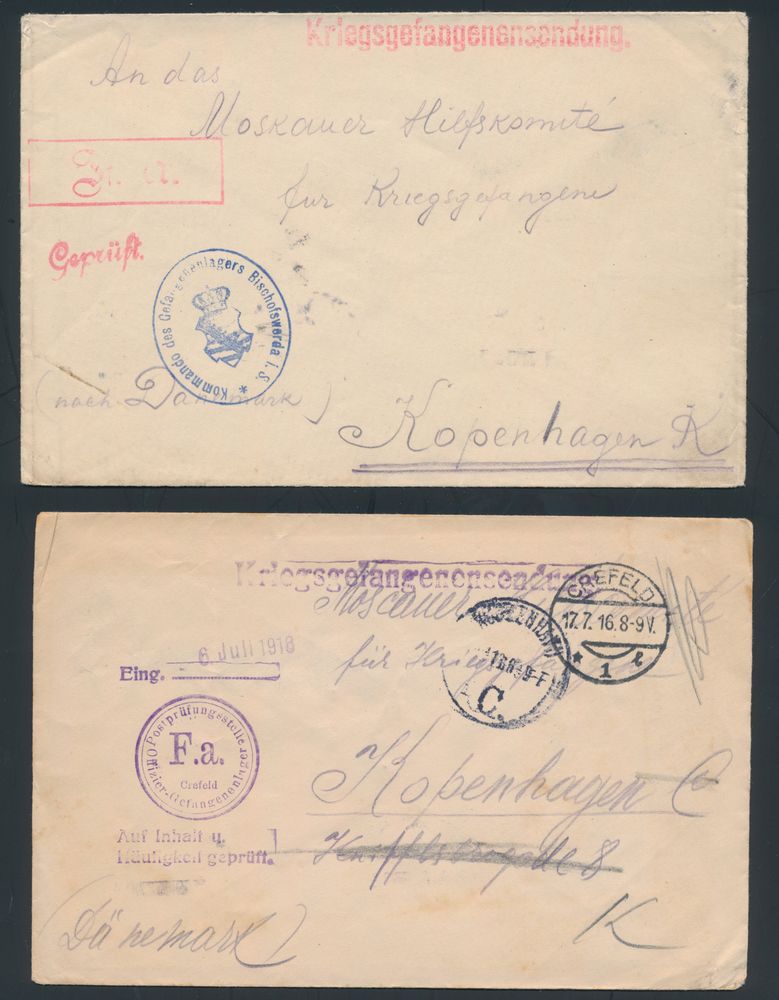 Kriegsgefangenensendung.
An das
Moskauer Hilfskomité
für Kriegsgefangene
F. a.
Geprüft.
Kommando des Gefangenenlagers Bischofswerda i. S. *
(nach Dänemark)
Kopenhagen K
Kriegsgefangenensendung
Moscauer
für
CREFELD
17.7.16.8-9V.
* 1 l
C.
Eing. 6 Juli 1916
Postprüfungsstelle
F.a.
Crefeld
Offizier-Gefangenenlager
Kopenhagen C
Auf Inhalt u.
Häufigkeit geprüft.
8
K
(Dänemark)